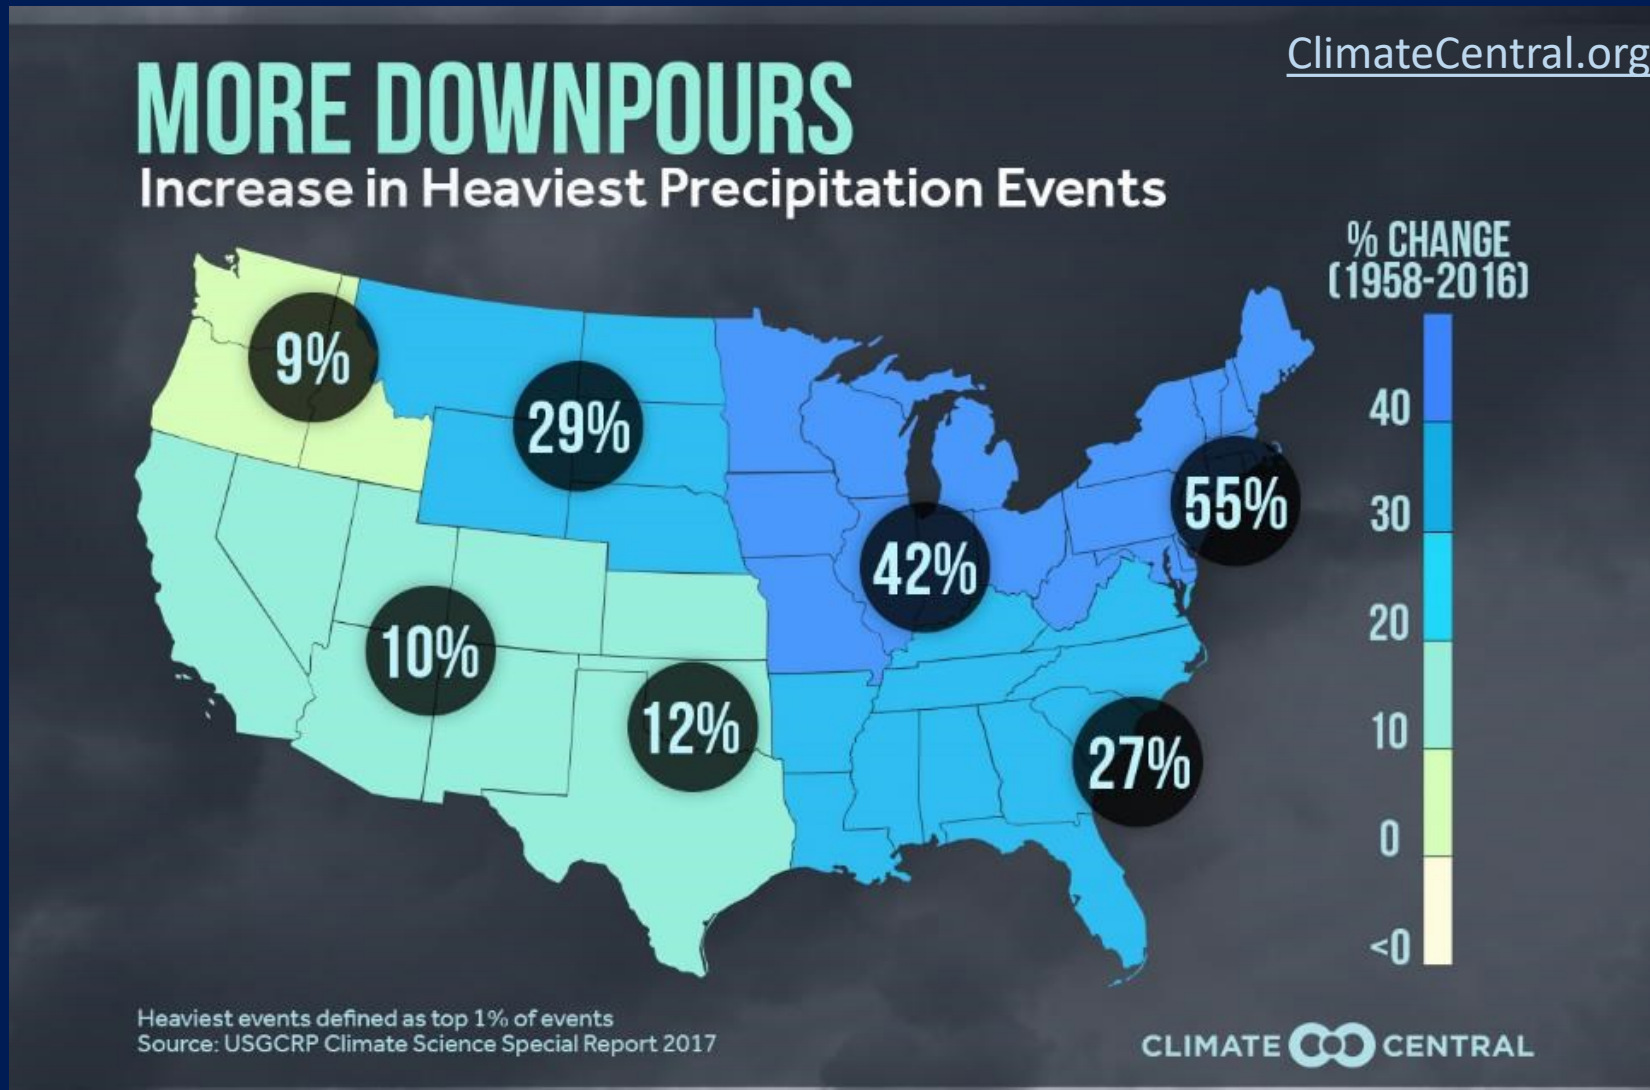 ClimateCentral.org
MORE DOWNPOURS
Increase in Heaviest Precipitation Events
% CHANGE
(1958-2016)
9%
29%
40
55%
30
42%
20
10%
12%
10
27%
0
<0
Heaviest events defined as top 1% of events
Source: USGCRP Climate Science Special Report 2017
CLIMATE CENTRAL